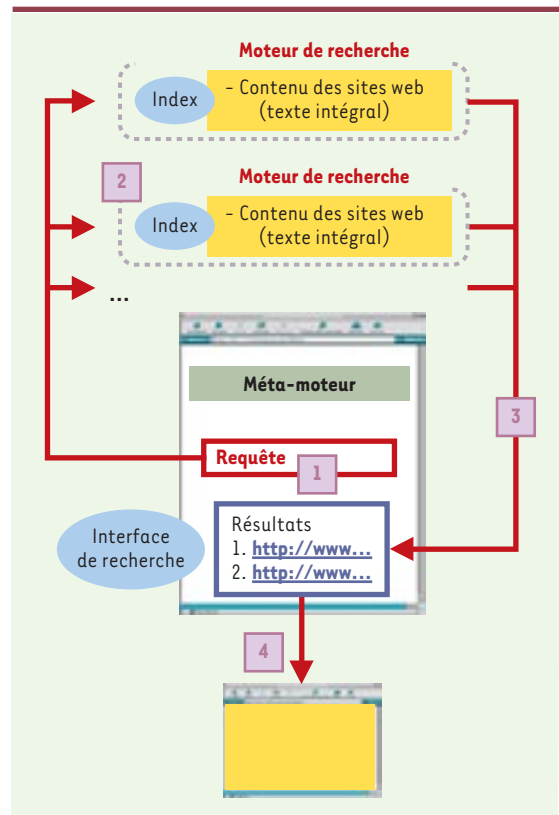 Moteur de recherche
Index
- Contenu des sites web
(texte intégral)
2
Moteur de recherche
Index
- Contenu des sites web
(texte intégral)
...
Méta-moteur
3
Requête
1
Interface
de recherche
Résultats
1. http://www...
2. http://www...
4